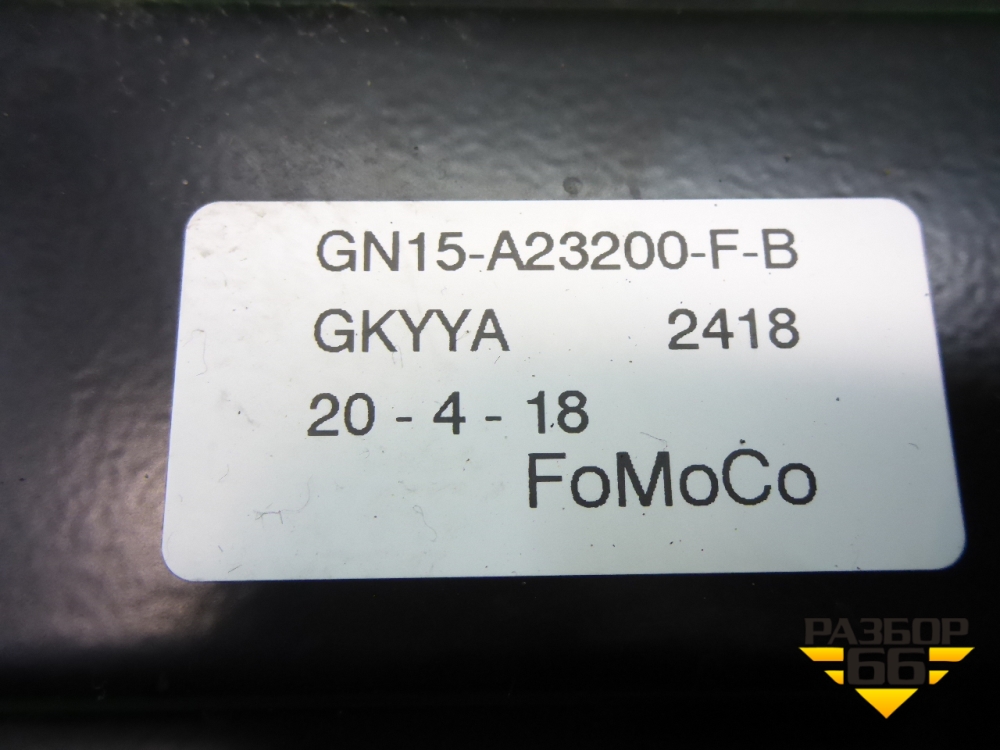 GN15-A23200-F-B
GKYYA 2418
20 - 4 - 18
FoMoCo
РАЗБОР
66